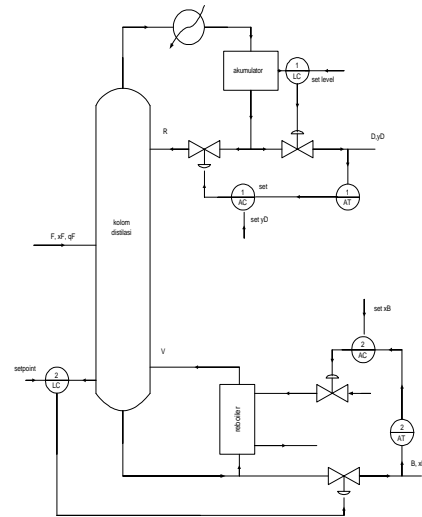 akumulator
1
LC
set level
R
D,yD
set
1
AC
1
AT
set yD
kolom
distilasi
F, xF, qF
set xB
V
2
AC
setpoint
2
LC
reboiler
2
AT
B, x